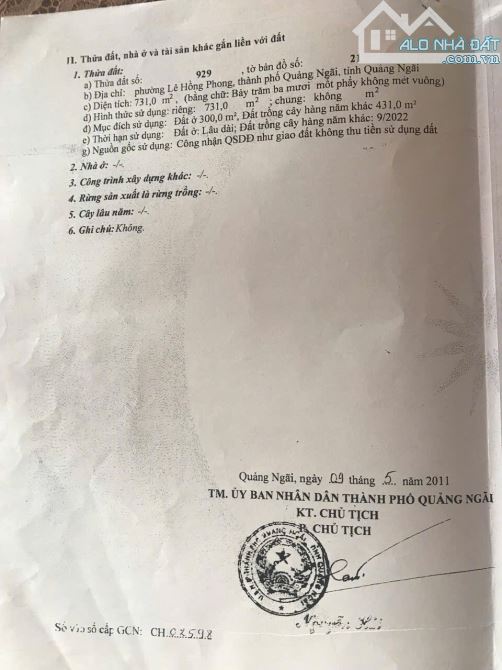 ALO NHÀ ĐẤT
II. Thửa đất, nhà ở và tài sản khác gắn liền với đất
1. Thửa đất:
a) Thửa đất số: 929 , tờ bản đồ số: 21
b) Địa chỉ: phường Lê Hồng Phong, thành phố Quảng Ngãi, tỉnh Quảng Ngãi
c) Diện tích: 731,0 m², (bằng chữ: Bảy trăm ba mươi mốt phẩy không mét vuông)
d) Hình thức sử dụng: riêng: 731,0 m² ; chung: không m²
đ) Mục đích sử dụng: Đất ở 300,0 m², Đất trồng cây hàng năm khác 431,0 m²
e) Thời hạn sử dụng: Đất ở: Lâu dài; Đất trồng cây hàng năm khác: 9/2022
g) Nguồn gốc sử dụng: Công nhận QSDĐ như giao đất không thu tiền sử dụng đất
2. Nhà ở: -/-
3. Công trình xây dựng khác: -/-
4. Rừng sản xuất là rừng trồng: -/-
5. Cây lâu năm: -/-
6. Ghi chú: Không.
Quảng Ngãi, ngày 09 tháng 5 năm 2011
TM. ỦY BAN NHÂN DÂN THÀNH PHỐ QUẢNG NGÃI
KT. CHỦ TỊCH
P. CHỦ TỊCH
Nguyễn
Số vào sổ cấp GCN: CH 03598